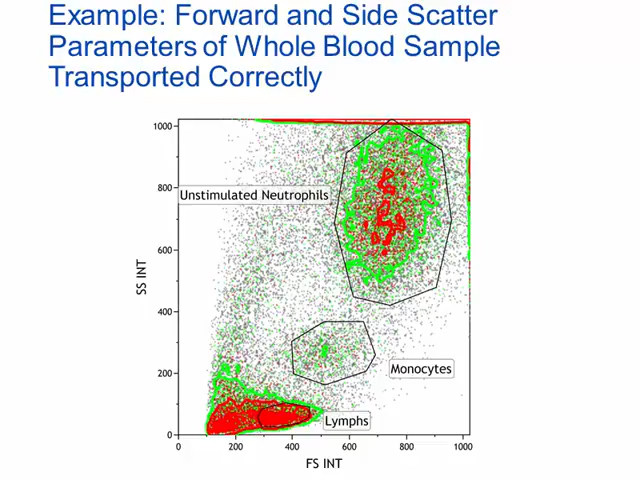 Example: Forward and Side Scatter
Parameters of Whole Blood Sample
Transported Correctly
1000
800
Unstimulated Neutrophils
600
SS INT
400
200
Monocytes
Lymphs
0
0 200 400 600 800 1000
FS INT